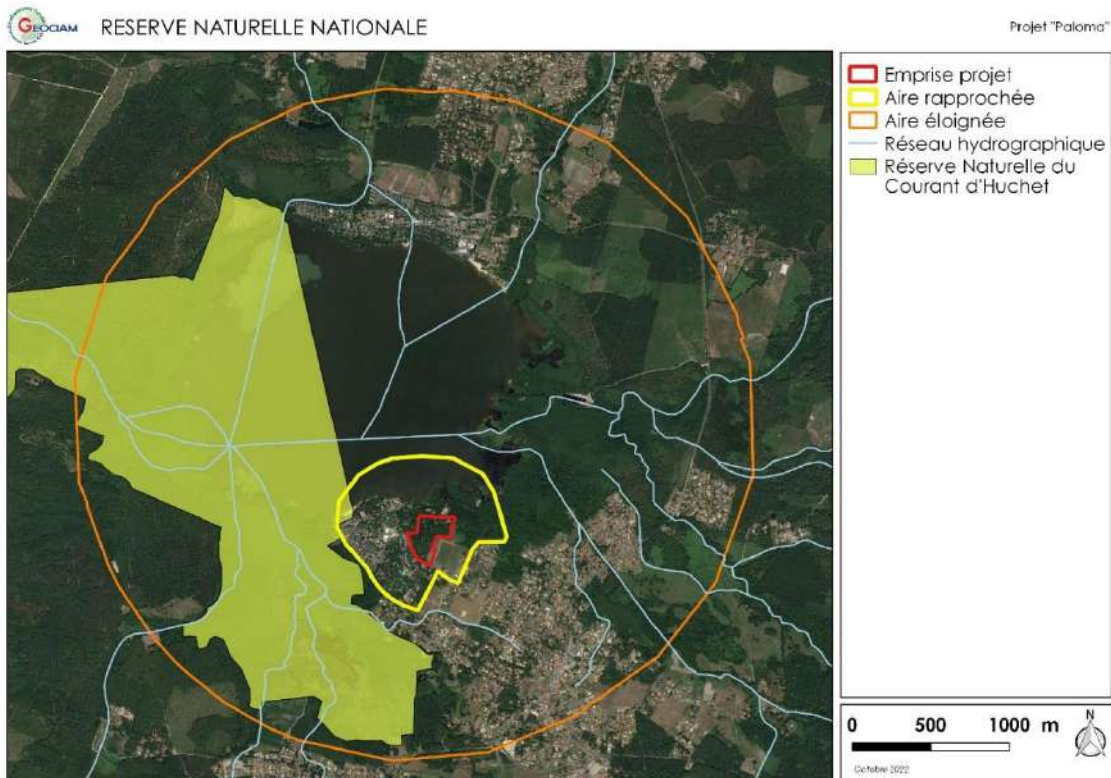 GEOCIAM
RESERVE NATURELLE NATIONALE
Projet "Paloma"
Emprise projet
Aire rapprochée
Aire éloignée
Réseau hydrographique
Réserve Naturelle du
Courant d'Huchet
0 500 1000 m
N
Octobre 2022